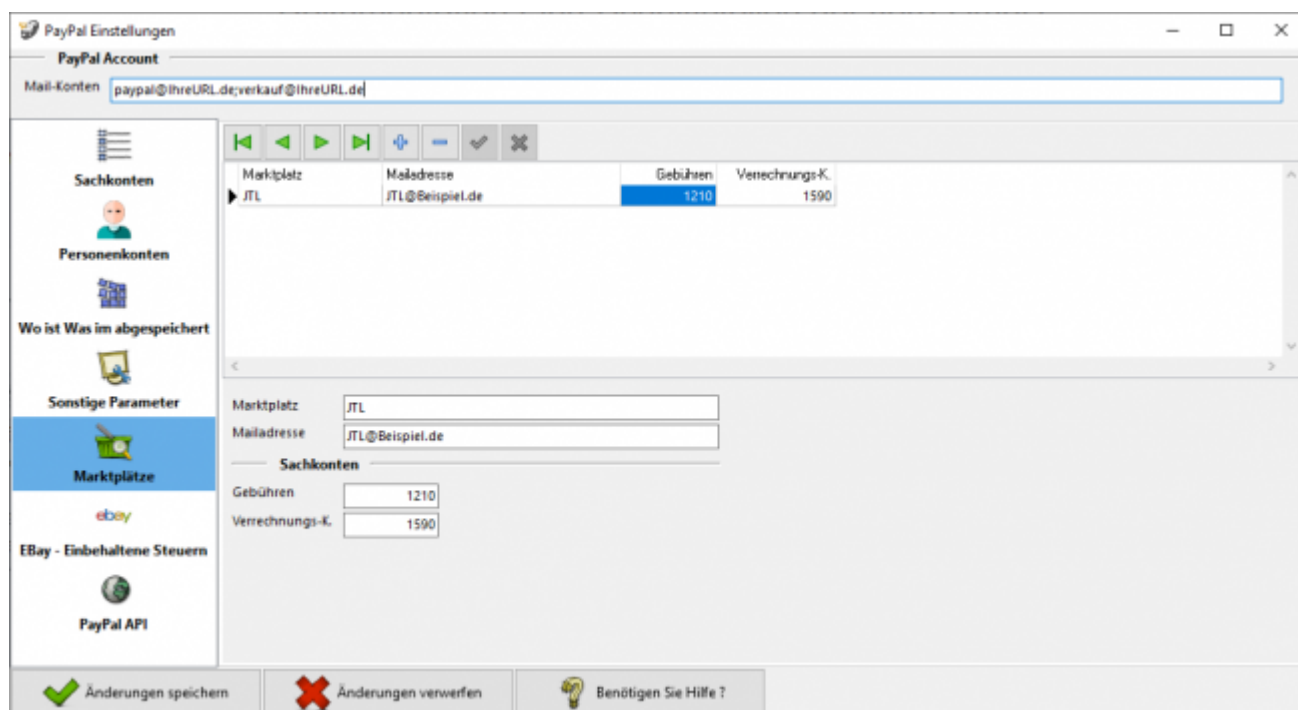 PayPal Einstellungen
PayPal Account
Mail-Konten paypal@IhreURL.de;verkauf@IhreURL.de
Sachkonten
Personenkonten
Wo ist Was im abgespeichert
Sonstige Parameter
Marktplätze
ebay
EBay - Einbehaltene Steuern
PayPal API
Marktplatz Mailadresse Gebühren Verrechnungs-K.
JTL JTL@Beispiel.de 1210 1590
Marktplatz JTL
Mailadresse JTL@Beispiel.de
Sachkonten
Gebühren 1210
Verrechnungs-K. 1590
Änderungen speichern Änderungen verwerfen Benötigen Sie Hilfe ?